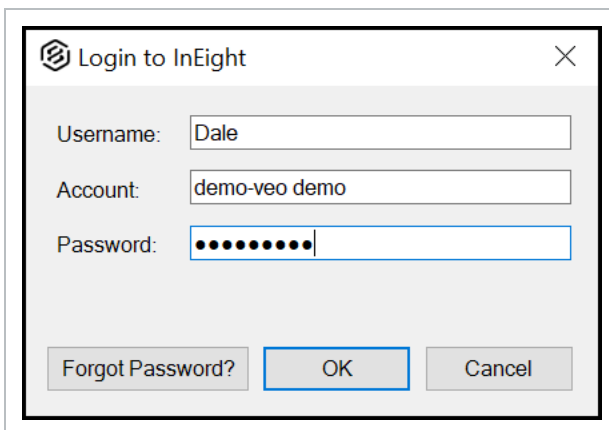 Login to InEight
Username: Dale
Account: demo-veo demo
Password: ●●●●●●●●●
Forgot Password? OK Cancel